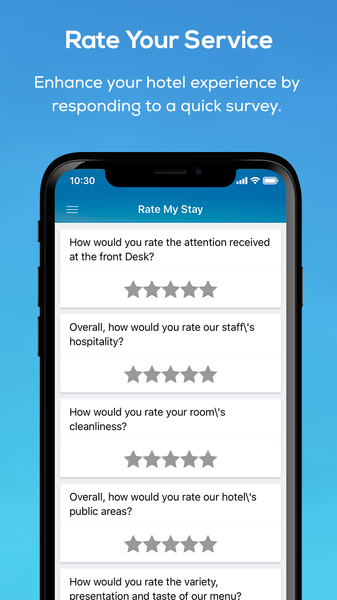 Rate Your Service
Enhance your hotel experience by
responding to a quick survey.
10:30
Rate My Stay
How would you rate the attention received
at the front Desk?
Overall, how would you rate our staff\'s
hospitality?
How would you rate your room\'s
cleanliness?
Overall, how would you rate our hotel\'s
public areas?
How would you rate the variety,
presentation and taste of our menu?